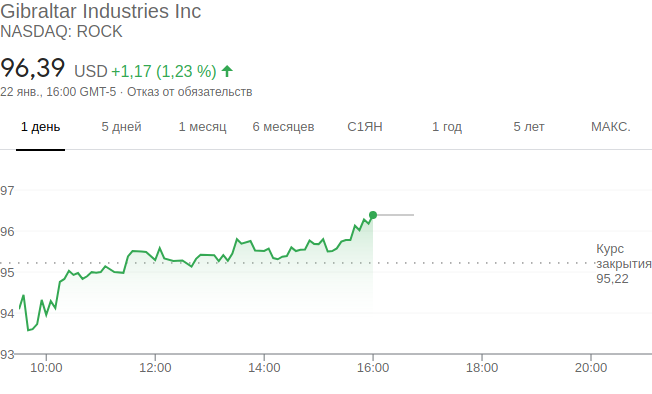 Gibraltar Industries Inc
NASDAQ: ROCK
96,39 USD +1,17 (1,23 %)
22 янв., 16:00 GMT-5 · Отказ от обязательств
1 день 5 дней 1 месяц 6 месяцев С1ЯН 1 год 5 лет МАКС.
97
96
95
94
93
Курс
закрытия
95,22
10:00 12:00 14:00 16:00 18:00 20:00